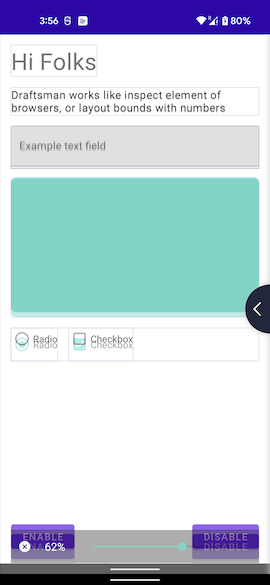 3:56
80%
Hi Folks
Draftsman works like inspect element of
browsers, or layout bounds with numbers
Example text field
Radio
Radio
Checkbox
Checkbox
ENABLE
DISABLE
DISABLE
62%